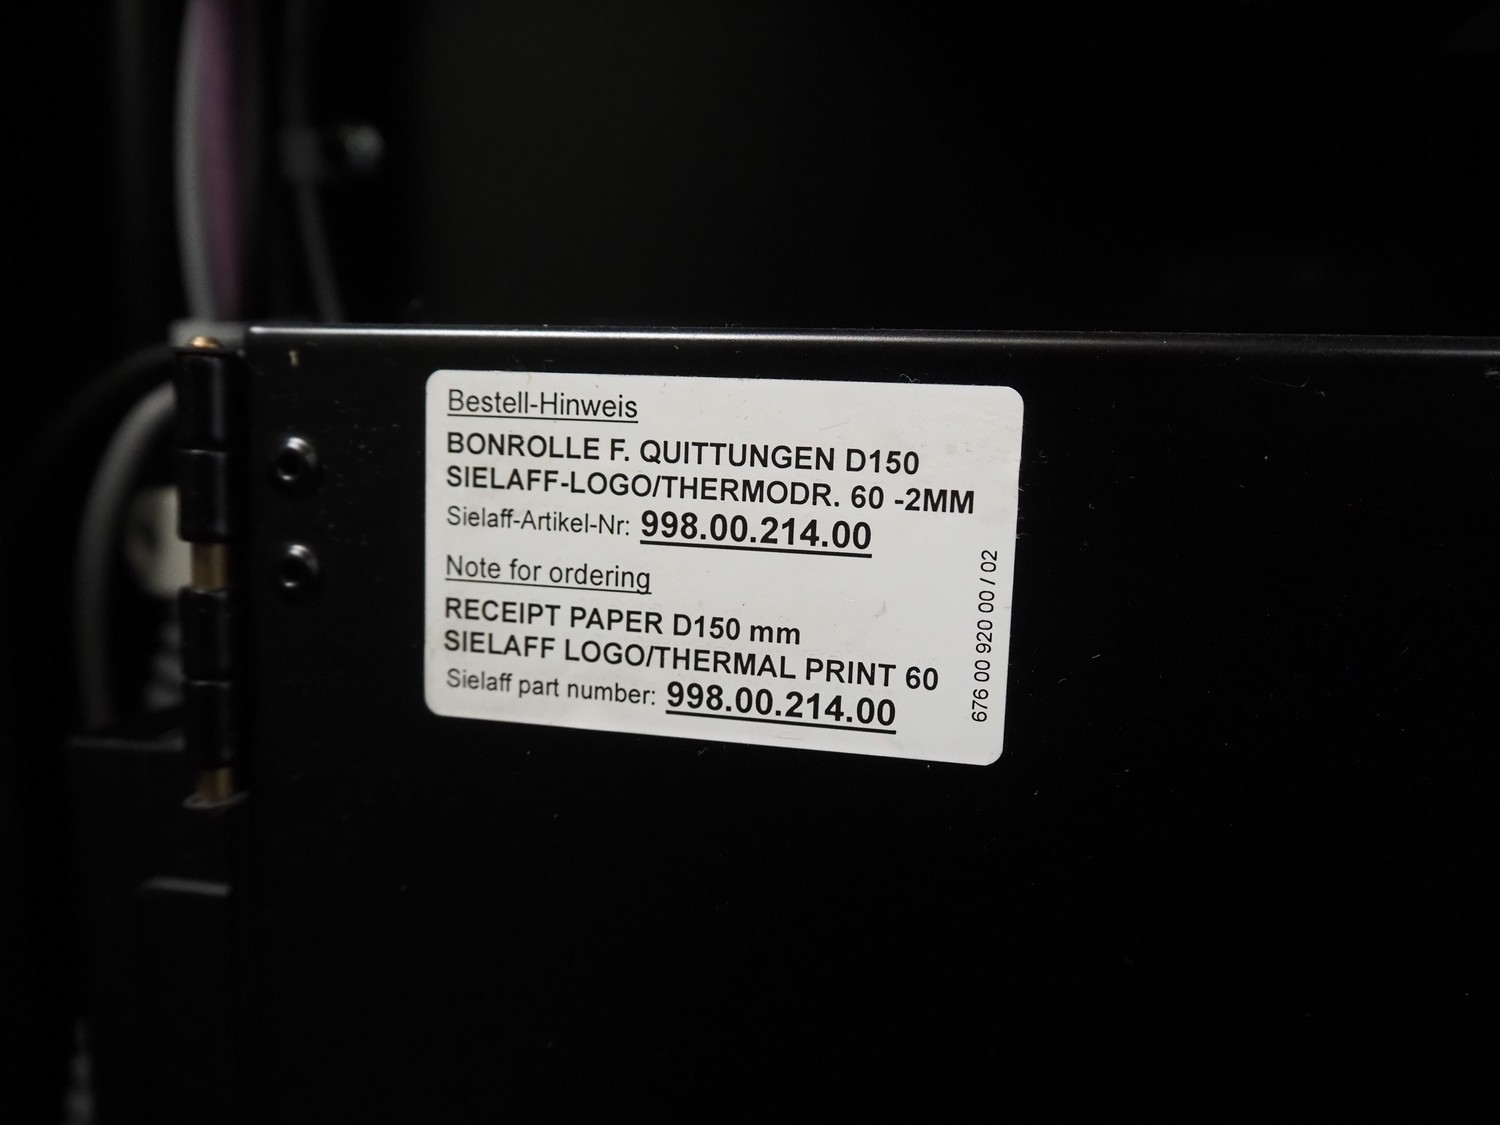 Bestell-Hinweis
BONROLLE F. QUITTUNGEN D150
SIELAFF-LOGO/THERMODR. 60 -2MM
Sielaff-Artikel-Nr: 998.00.214.00
Note for ordering
RECEIPT PAPER D150 mm
SIELAFF LOGO/THERMAL PRINT 60
Sielaff part number: 998.00.214.00
676 00 920 00 / 02